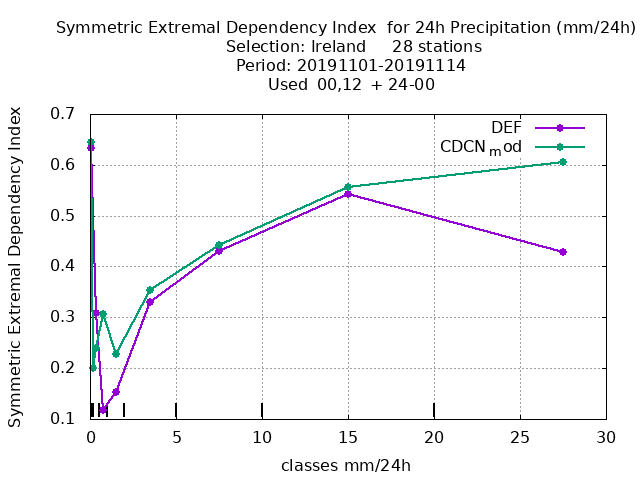 Symmetric Extremal Dependency Index  for 24h Precipitation (mm/24h)
Selection: Ireland     28 stations
Period: 20191101-20191114
Used  00,12  + 24-00
Symmetric Extremal Dependency Index
0.7
0.6
0.5
0.4
0.3
0.2
0.1
DEF
CDCN_mod
0 5 10 15 20 25 30
classes mm/24h